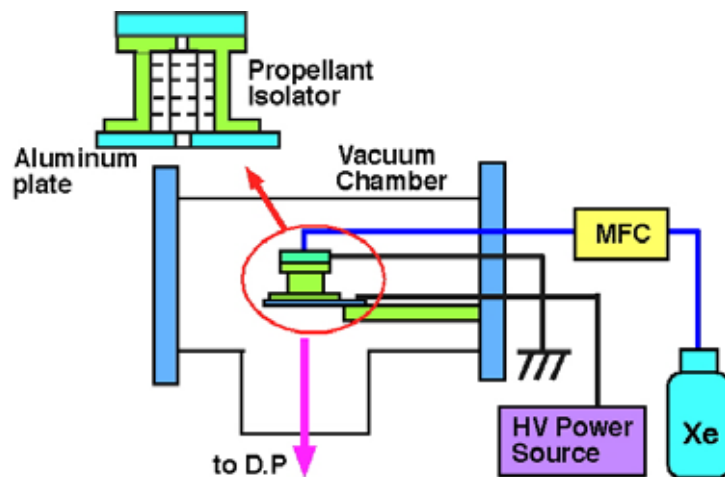 Propellant
Isolator
Aluminum
plate
Vacuum
Chamber
MFC
HV Power
Source
Xe
to D.P